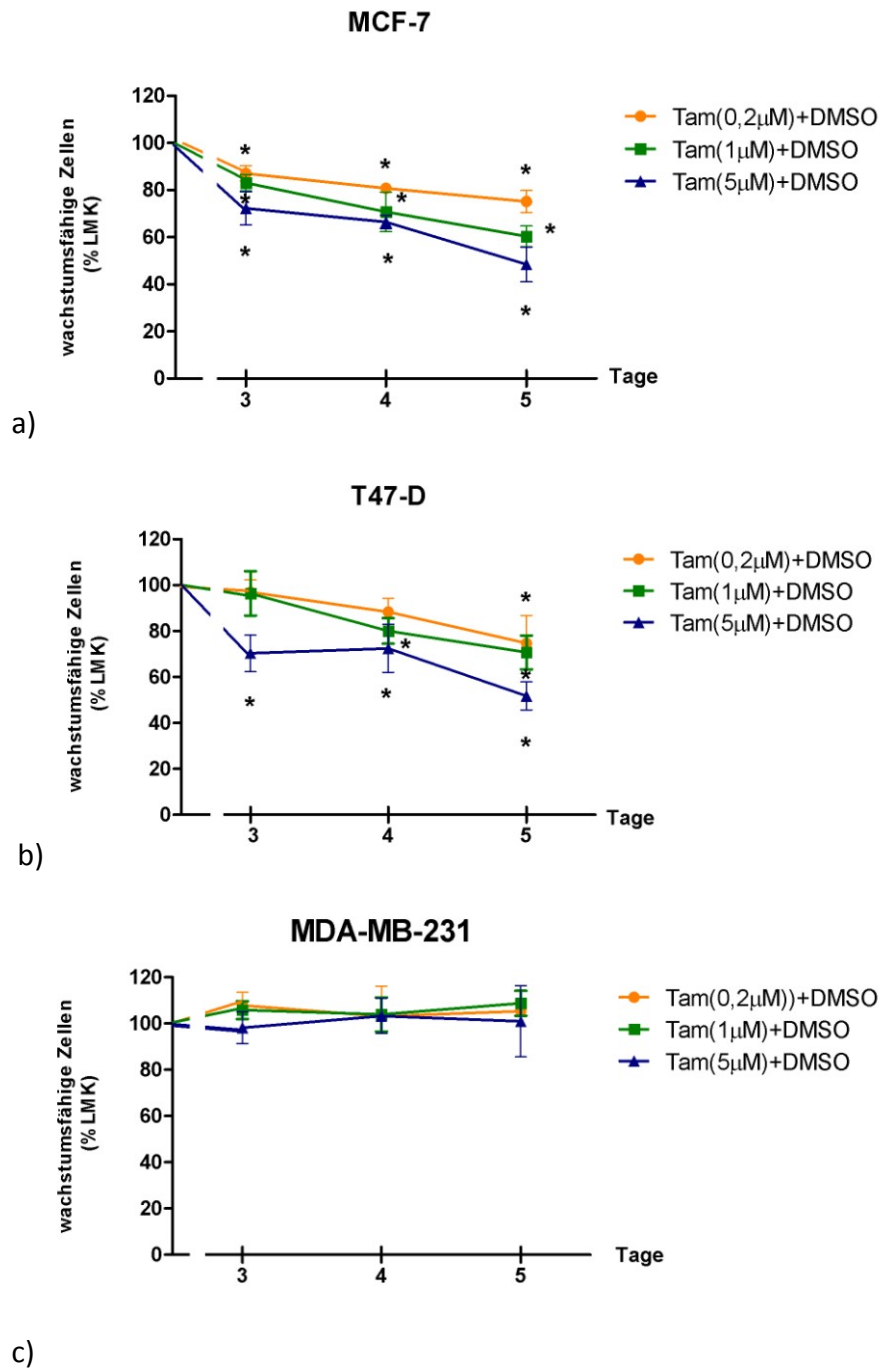 MCF-7
wachstumsfähige Zellen
(% LMK)
120
100
80
60
40
20
0
3
4
5
Tage
*
*
*
*
*
*
*
*
*
Tam(0,2µM)+DMSO
Tam(1µM)+DMSO
Tam(5µM)+DMSO
a)
T47-D
wachstumsfähige Zellen
(% LMK)
120
100
80
60
40
20
0
3
4
5
Tage
*
*
*
*
*
*
Tam(0,2µM)+DMSO
Tam(1µM)+DMSO
Tam(5µM)+DMSO
b)
MDA-MB-231
wachstumsfähige Zellen
(% LMK)
120
100
80
60
40
20
0
3
4
5
Tage
Tam(0,2µM))+DMSO
Tam(1µM)+DMSO
Tam(5µM)+DMSO
c)